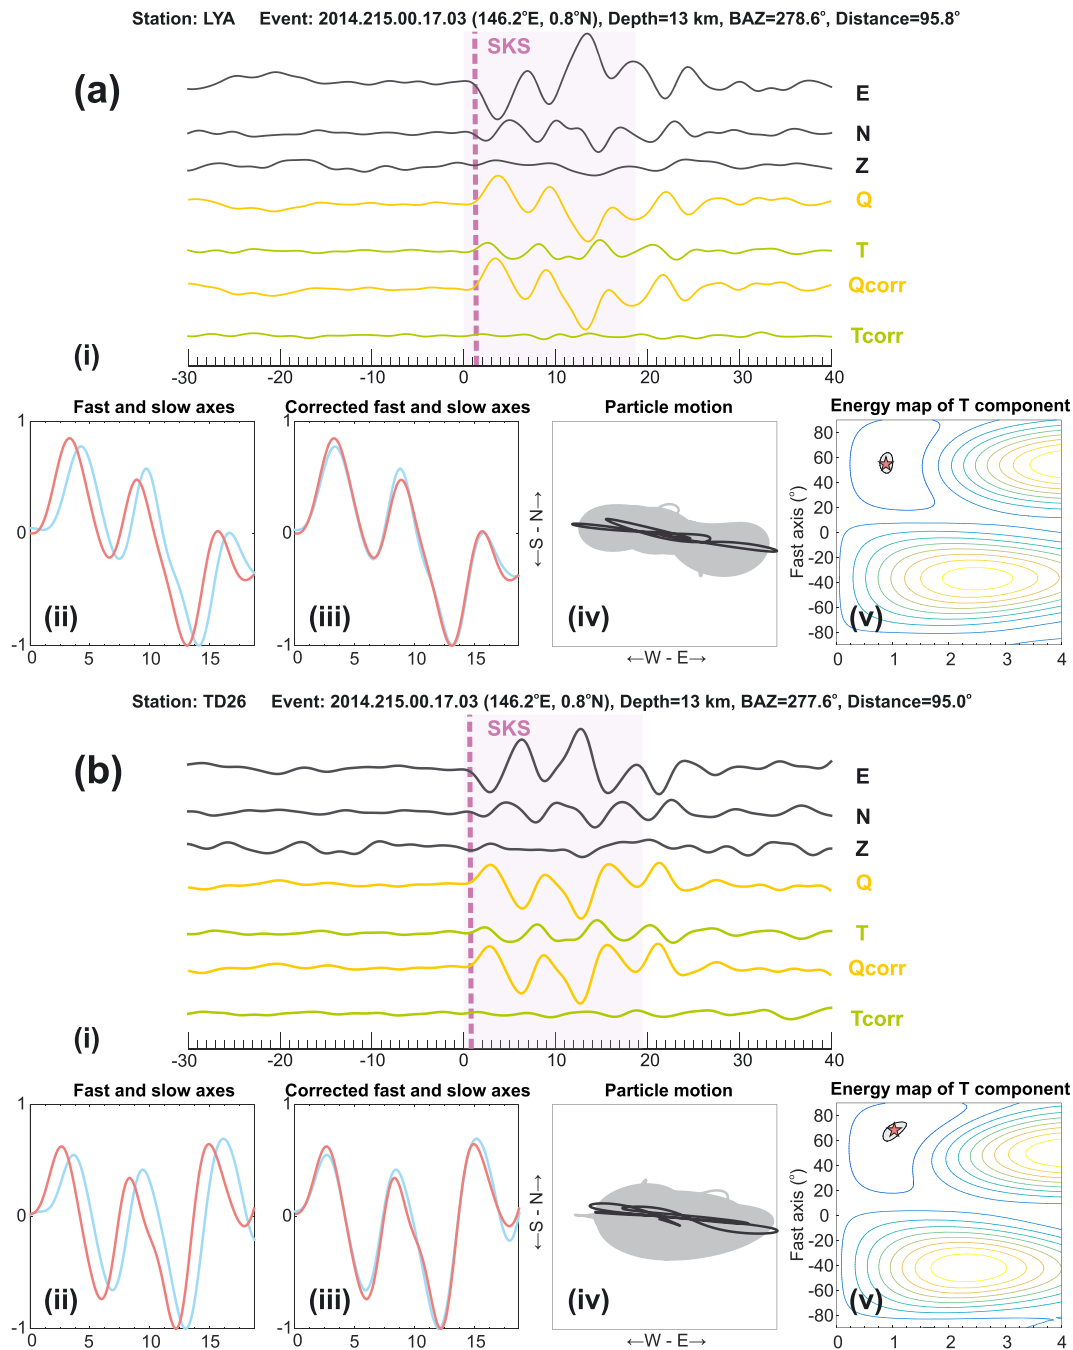 Station: LYA Event: 2014.215.00.17.03 (146.2°E, 0.8°N), Depth=13 km, BAZ=278.6°, Distance=95.8°
SKS
(a)
E
N
Z
Q
T
Qcorr
Tcorr
(i)
-30 -20 -10 0 10 20 30 40
Fast and slow axes
1
0
-1
(ii)
0 5 10 15
Corrected fast and slow axes
1
0
-1
(iii)
0 5 10 15
Particle motion
←S - N→
(iv)
←W - E→
Energy map of T component
Fast axis (°)
80
60
40
20
0
-20
-40
-60
-80
(v)
0 1 2 3 4
Station: TD26 Event: 2014.215.00.17.03 (146.2°E, 0.8°N), Depth=13 km, BAZ=277.6°, Distance=95.0°
SKS
(b)
E
N
Z
Q
T
Qcorr
Tcorr
(i)
-30 -20 -10 0 10 20 30 40
Fast and slow axes
1
0
-1
(ii)
0 5 10 15
Corrected fast and slow axes
1
0
-1
(iii)
0 5 10 15
Particle motion
←S - N→
(iv)
←W - E→
Energy map of T component
Fast axis (°)
80
60
40
20
0
-20
-40
-60
-80
(v)
0 1 2 3 4